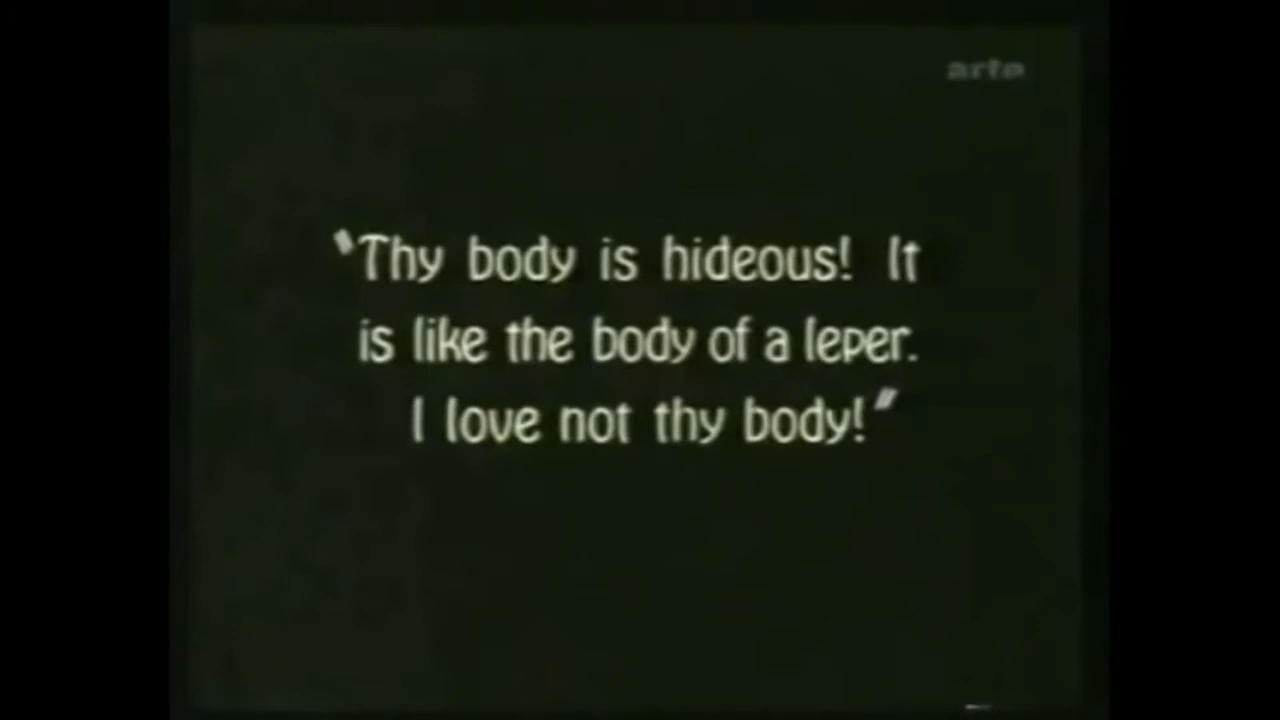 arte
"Thy body is hideous! It
is like the body of a leper.
I love not thy body!"